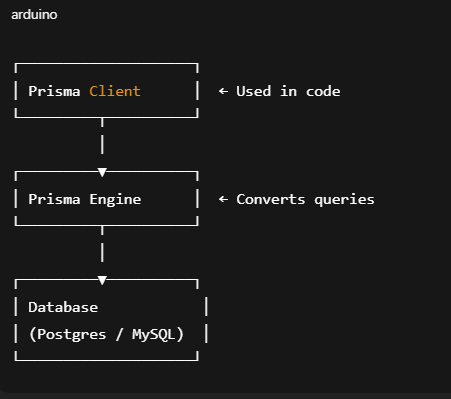 arduino
Prisma Client ← Used in code
Prisma Engine ← Converts queries
Database
(Postgres / MySQL)